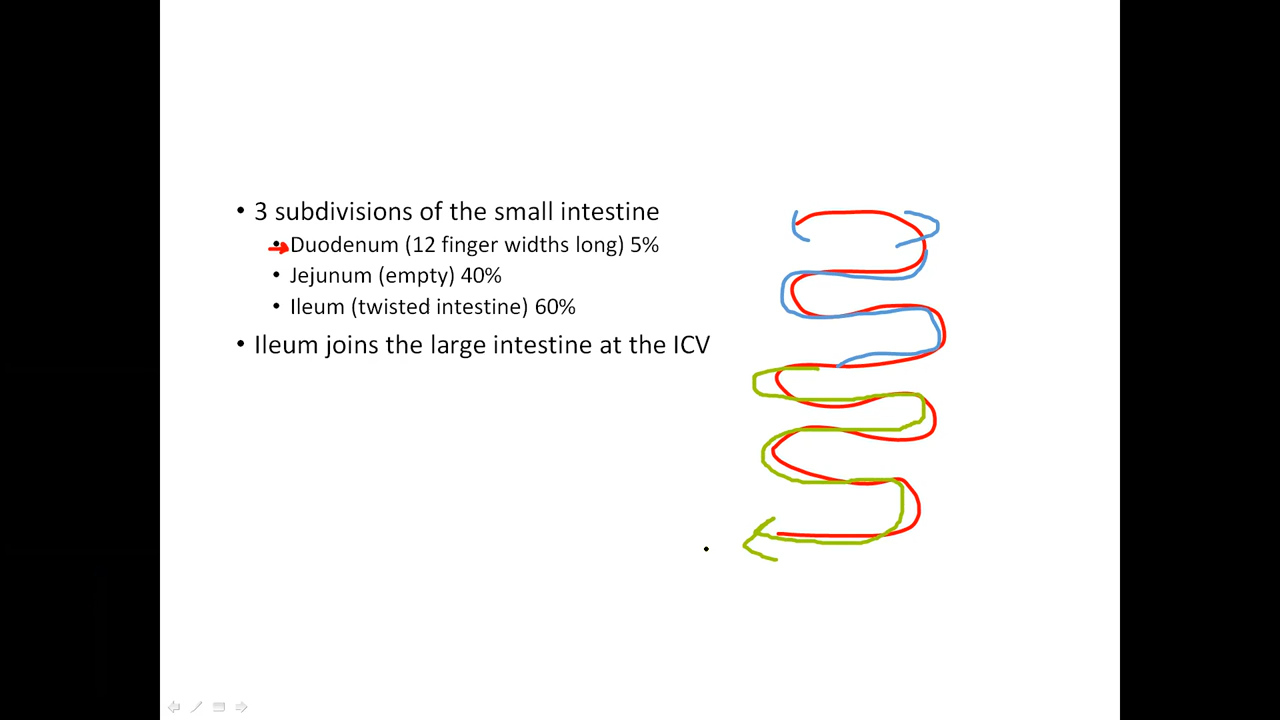 • 3 subdivisions of the small intestine
• Duodenum (12 finger widths long) 5%
• Jejunum (empty) 40%
• Ileum (twisted intestine) 60%
• Ileum joins the large intestine at the ICV